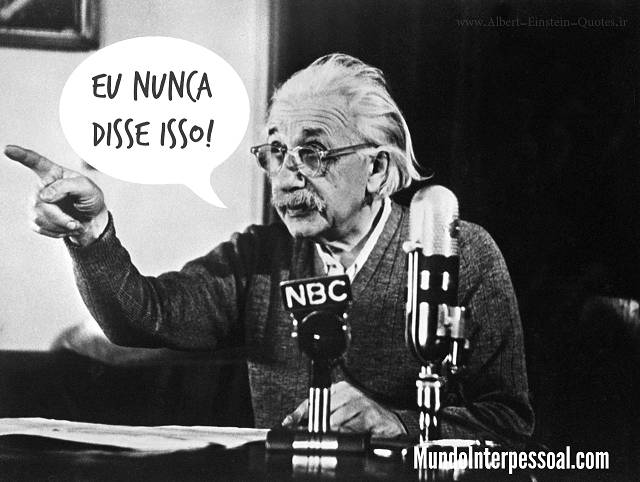 www.Albert-Einstein-Quotes.ir
EU NUNCA
DISSE ISSO!
NBC
MundoInterpessoal.com